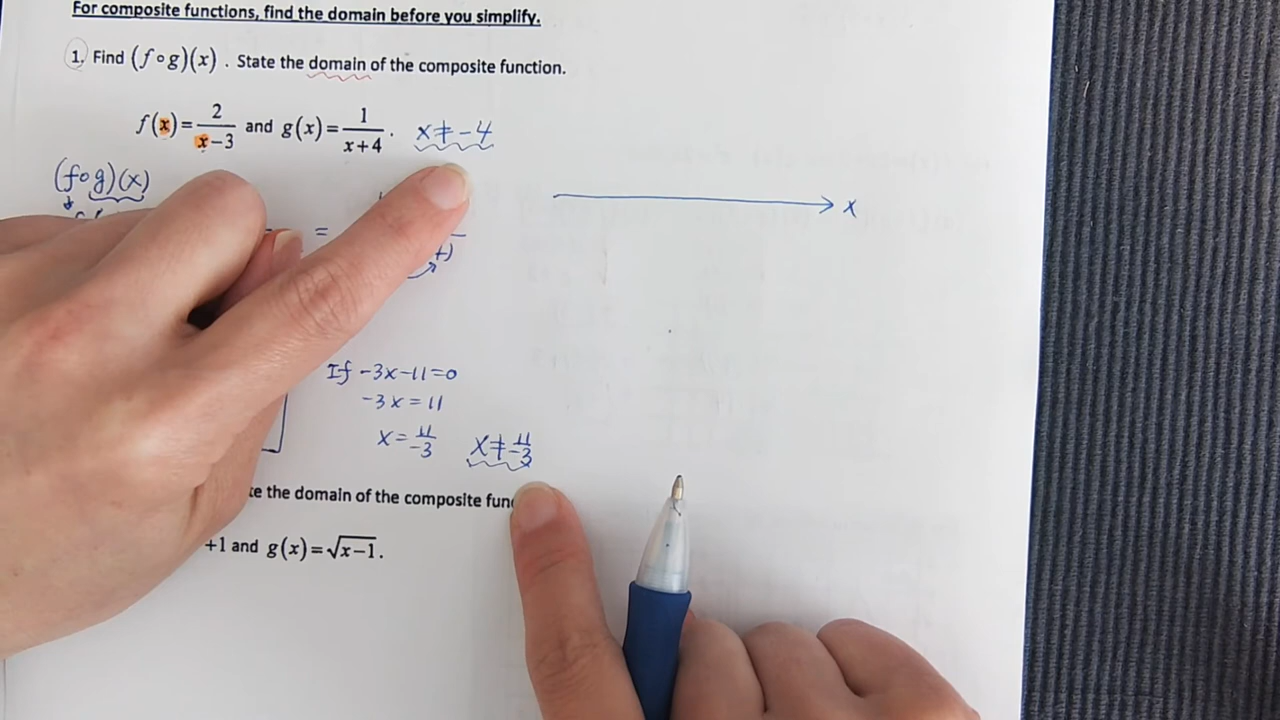 For composite functions, find the domain before you simplify.
1. Find (f∘g)(x). State the domain of the composite function.
f(x)=2/(x−3) and g(x)=1/(x+4). x≠−4
(f∘g)(x)
x
=
If −3x−11=0
−3x=11
x=11/−3 x≠11/−3
the domain of the composite
+1 and g(x)=√(x−1).